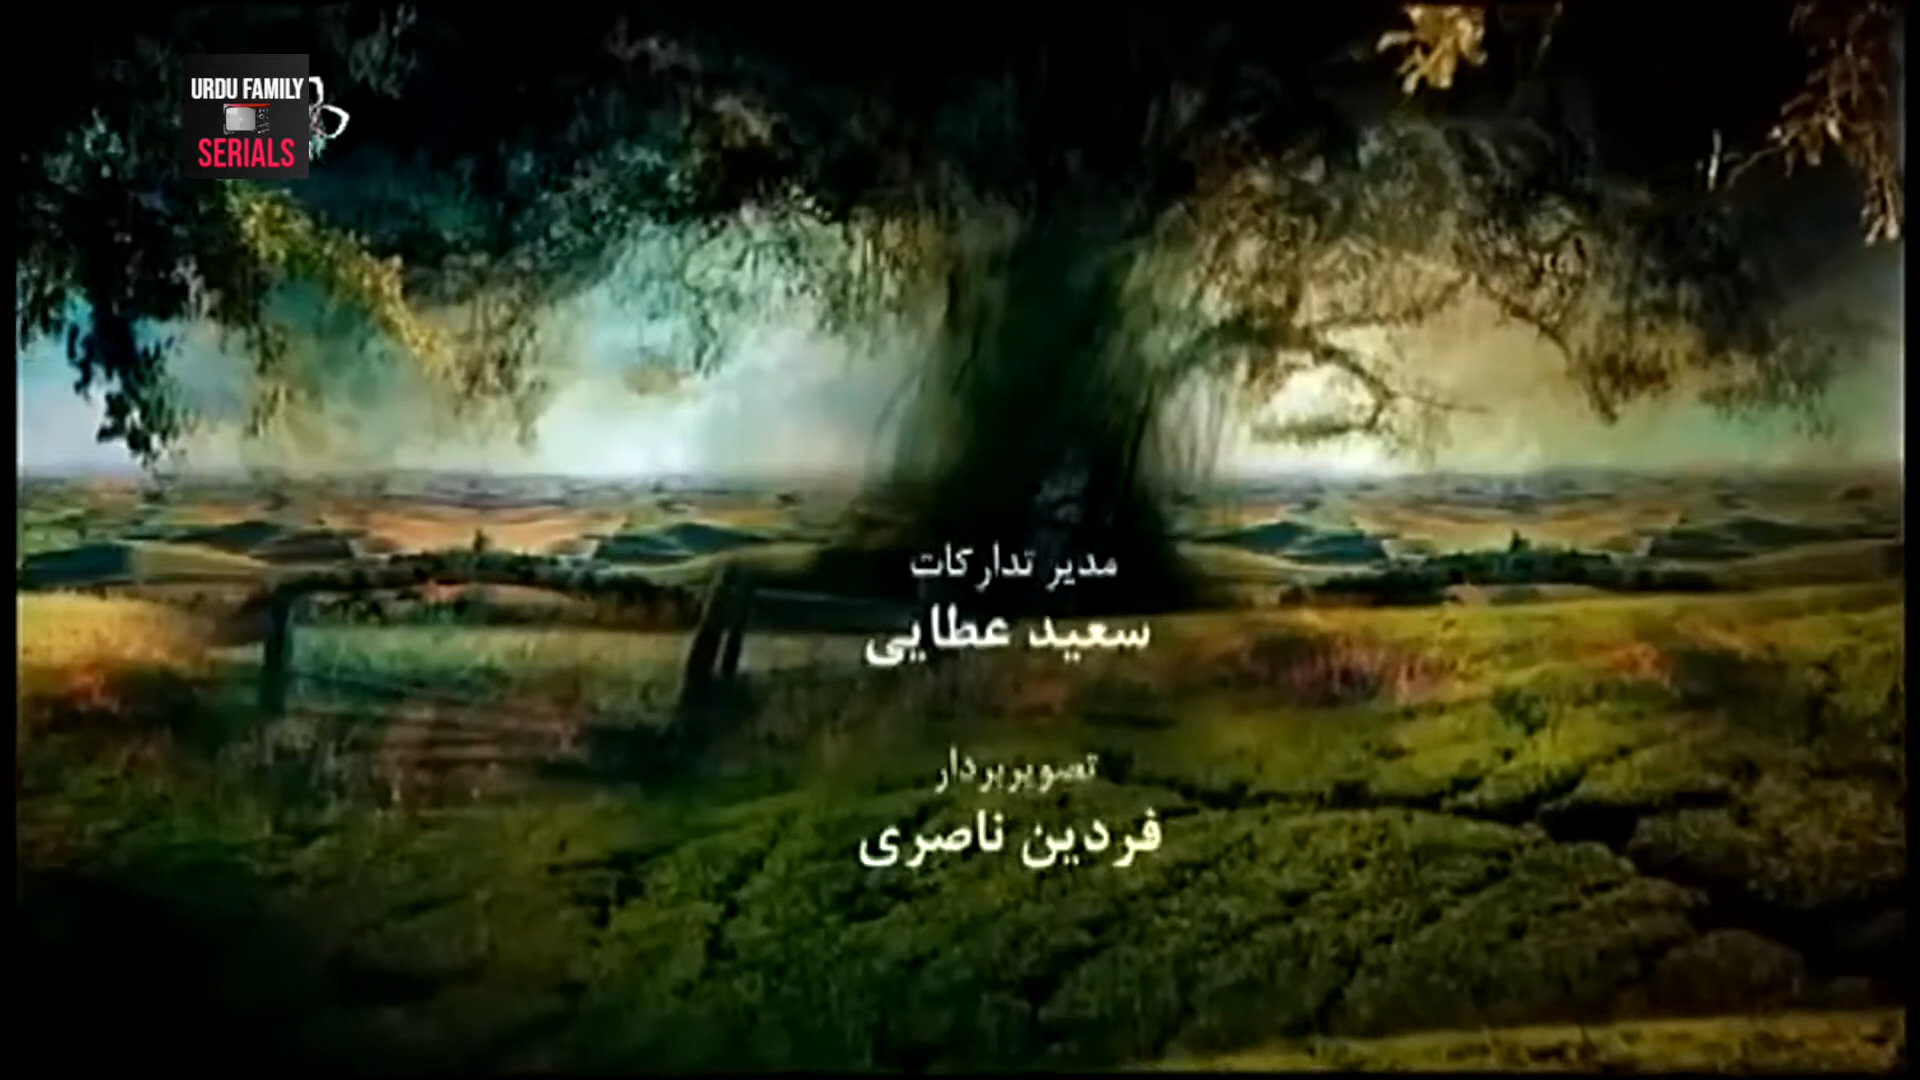 URDU FAMILY
SERIALS
مدیر تدارکات
سعید عطایی
تصویربردار
فردین ناصری